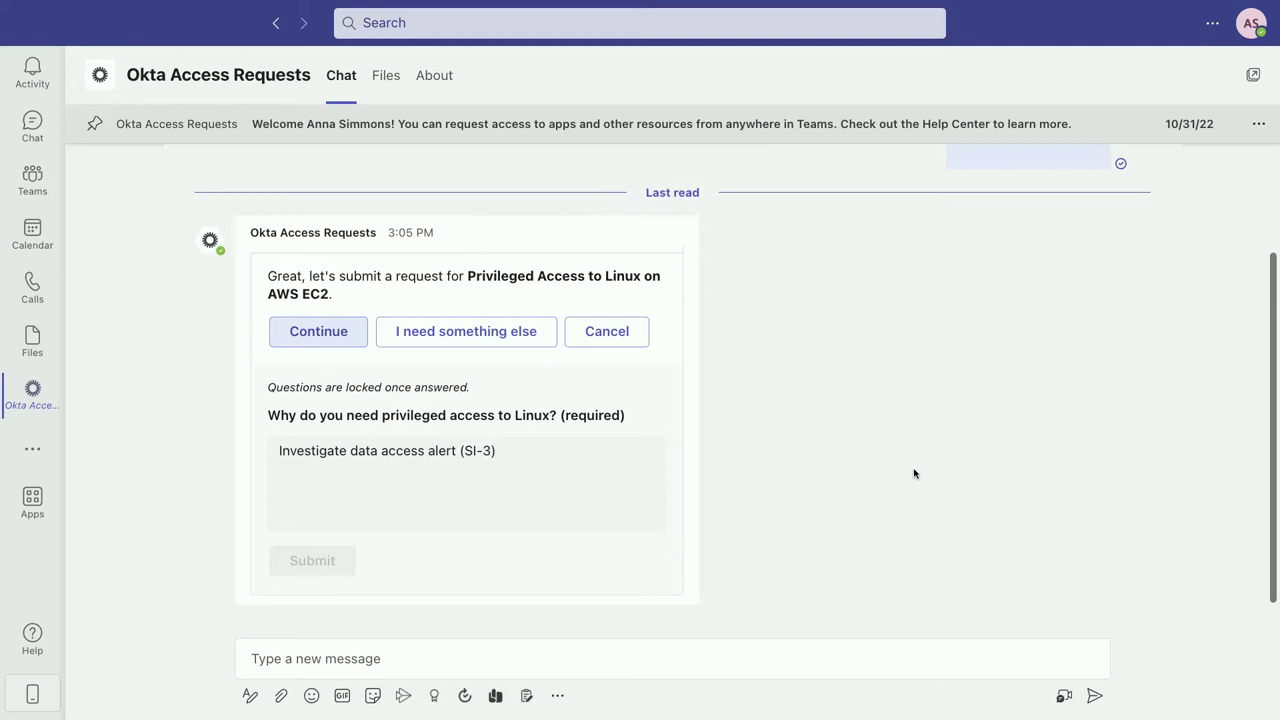 Search
AS
Activity
Chat
Teams
Calendar
Calls
Files
Okta Acce...
Apps
Help
Okta Access Requests
Chat
Files
About
Okta Access Requests
Welcome Anna Simmons! You can request access to apps and other resources from anywhere in Teams. Check out the Help Center to learn more.
10/31/22
Last read
Okta Access Requests 3:05 PM
Great, let's submit a request for Privileged Access to Linux on
AWS EC2.
Continue
I need something else
Cancel
Questions are locked once answered.
Why do you need privileged access to Linux? (required)
Investigate data access alert (SI-3)
Submit
Type a new message
GIF